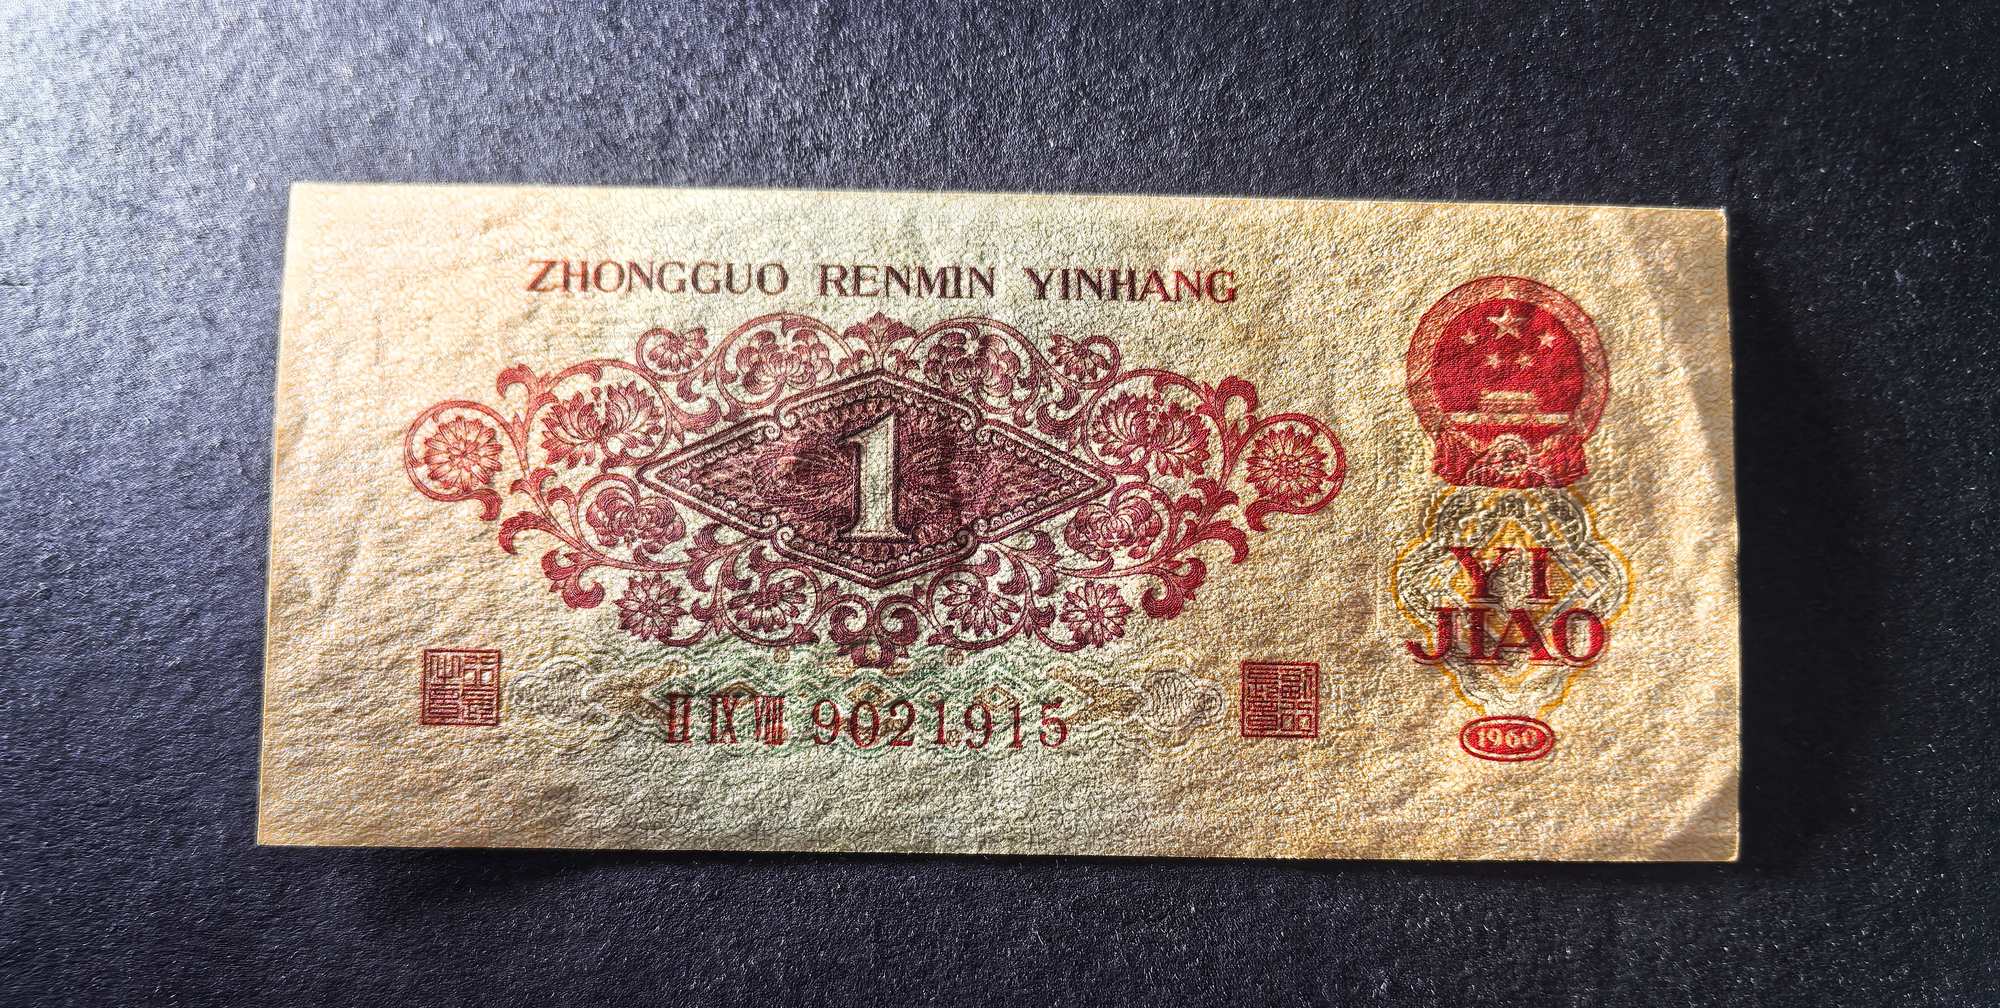 ZHONGGUO RENMIN YINHANG
1
YI
JIAO
II IX VIII 9021915
1960